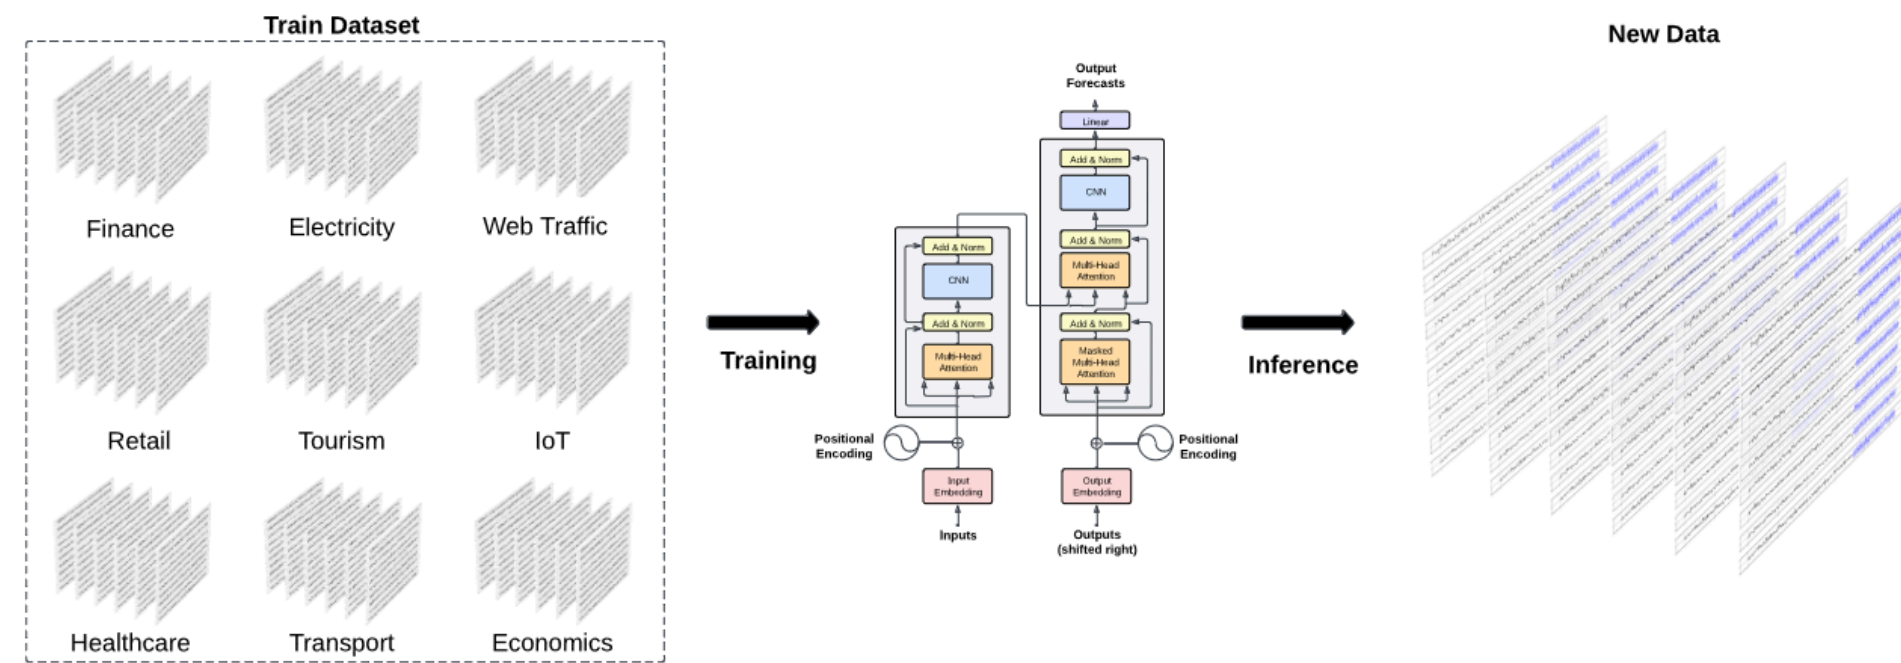 Train Dataset
Finance
Electricity
Web Traffic
Retail
Tourism
IoT
Healthcare
Transport
Economics
Training
Add & Norm
CNN
Add & Norm
Multi-Head
Attention
Positional
Encoding
Input
Embedding
Inputs
Output
Forecasts
Linear
Add & Norm
CNN
Add & Norm
Multi-Head
Attention
Add & Norm
Masked
Multi-Head
Attention
Positional
Encoding
Output
Embedding
Outputs
(shifted right)
Inference
New Data